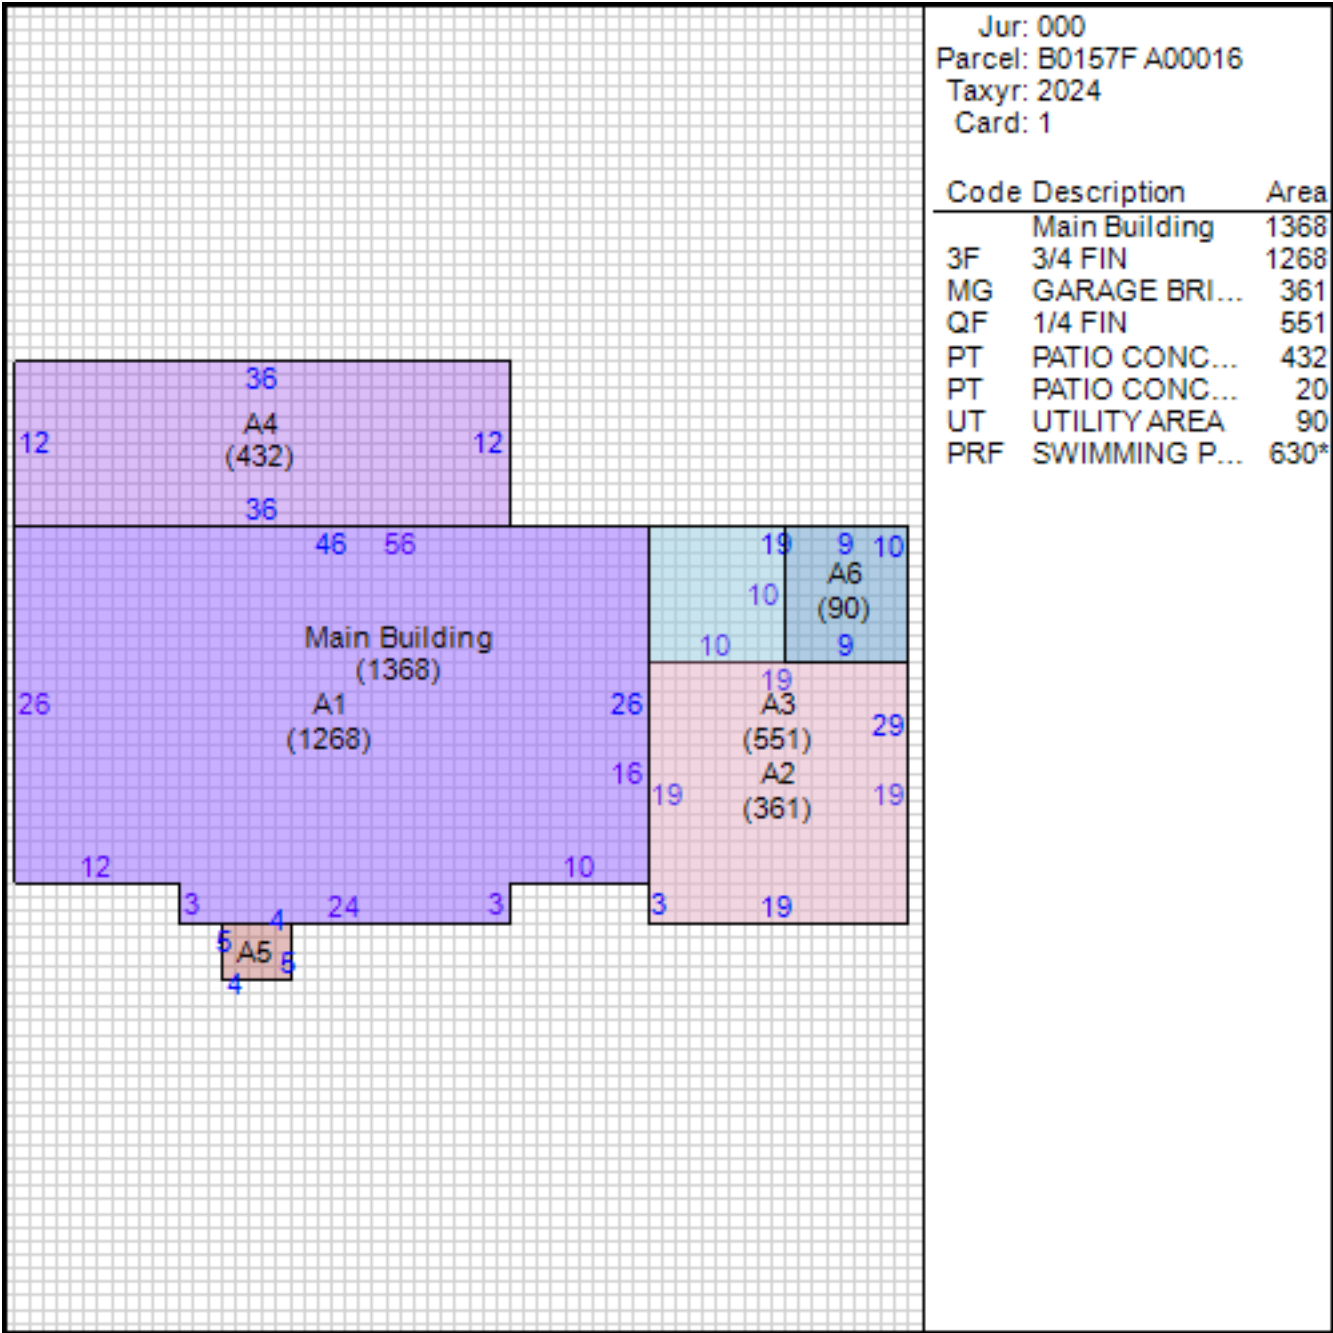 Jur: 000
Parcel: B0157F A00016
Taxyr: 2024
Card: 1
Code Description Area
Main Building 1368
3F 3/4 FIN 1268
MG GARAGE BRI... 361
QF 1/4 FIN 551
PT PATIO CONC... 432
PT PATIO CONC... 20
UT UTILITY AREA 90
PRF SWIMMING P... 630*
36
A4
12 (432) 12
36
46 56 19 9 10
A6
10 (90)
Main Building 10 9
(1368) 19
26 A1 26 A3
(1268) (551) 29
16 A2
19 (361) 19
12 10
3 24 3 3 19
4
5 A5 5
4